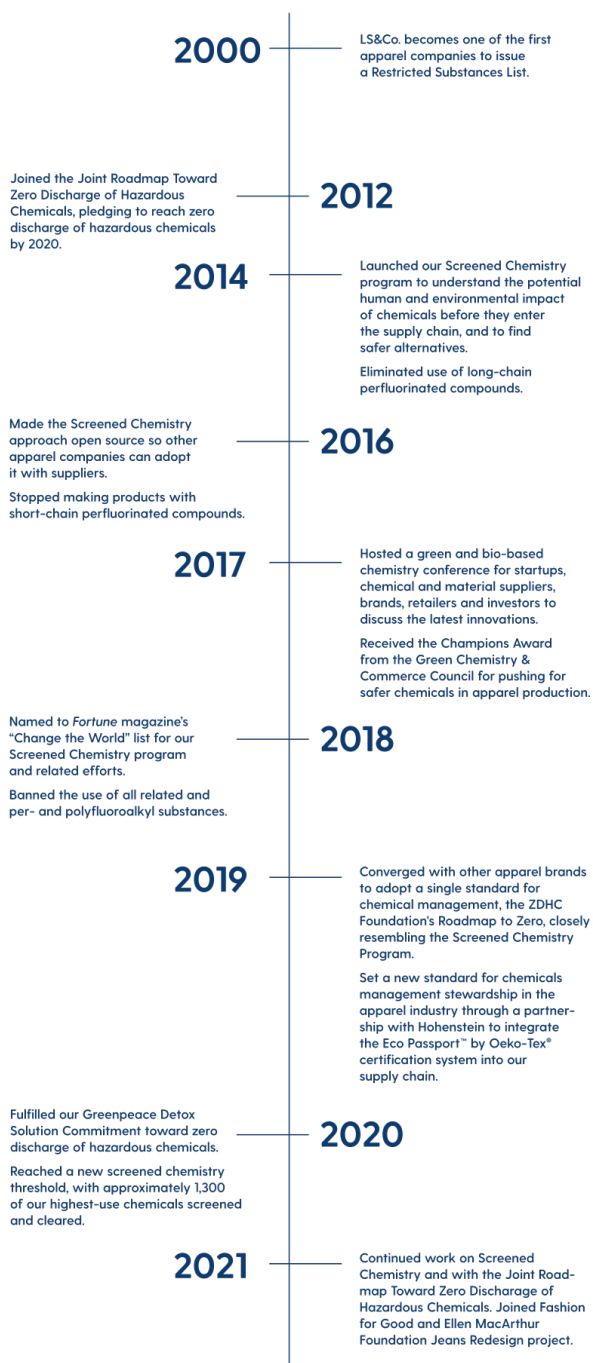 2000
LS&Co. becomes one of the first
apparel companies to issue
a Restricted Substances List.
Joined the Joint Roadmap Toward
Zero Discharge of Hazardous
Chemicals, pledging to reach zero
discharge of hazardous chemicals
by 2020.
2012
2014
Launched our Screened Chemistry
program to understand the potential
human and environmental impact
of chemicals before they enter
the supply chain, and to find
safer alternatives.
Eliminated use of long-chain
perfluorinated compounds.
Made the Screened Chemistry
approach open source so other
apparel companies can adopt
it with suppliers.
Stopped making products with
short-chain perfluorinated compounds.
2016
2017
Hosted a green and bio-based
chemistry conference for startups,
chemical and material suppliers,
brands, retailers and investors to
discuss the latest innovations.
Received the Champions Award
from the Green Chemistry &
Commerce Council for pushing for
safer chemicals in apparel production.
Named to Fortune magazine's
“Change the World” list for our
Screened Chemistry program
and related efforts.
Banned the use of all related and
per- and polyfluoroalkyl substances.
2018
2019
Converged with other apparel brands
to adopt a single standard for
chemical management, the ZDHC
Foundation's Roadmap to Zero, closely
resembling the Screened Chemistry
Program.
Set a new standard for chemicals
management stewardship in the
apparel industry through a partner-
ship with Hohenstein to integrate
the Eco Passport™ by Oeko-Tex®
certification system into our
supply chain.
Fulfilled our Greenpeace Detox
Solution Commitment toward zero
discharge of hazardous chemicals.
Reached a new screened chemistry
threshold, with approximately 1,300
of our highest-use chemicals screened
and cleared.
2020
2021
Continued work on Screened
Chemistry and with the Joint Road-
map Toward Zero Discharage of
Hazardous Chemicals. Joined Fashion
for Good and Ellen MacArthur
Foundation Jeans Redesign project.